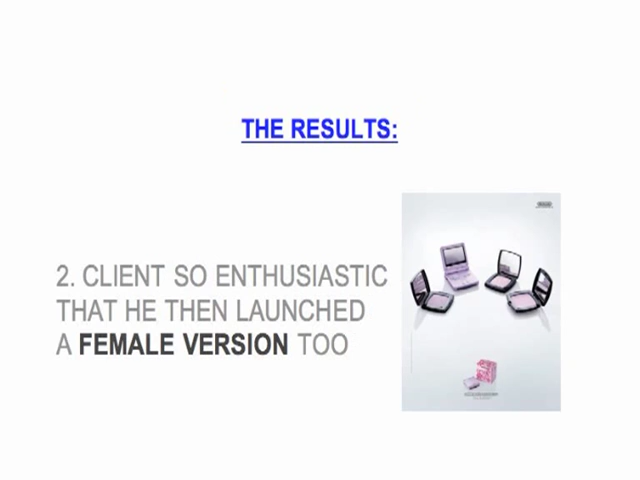 THE RESULTS:
2. CLIENT SO ENTHUSIASTIC
THAT HE THEN LAUNCHED
A FEMALE VERSION TOO